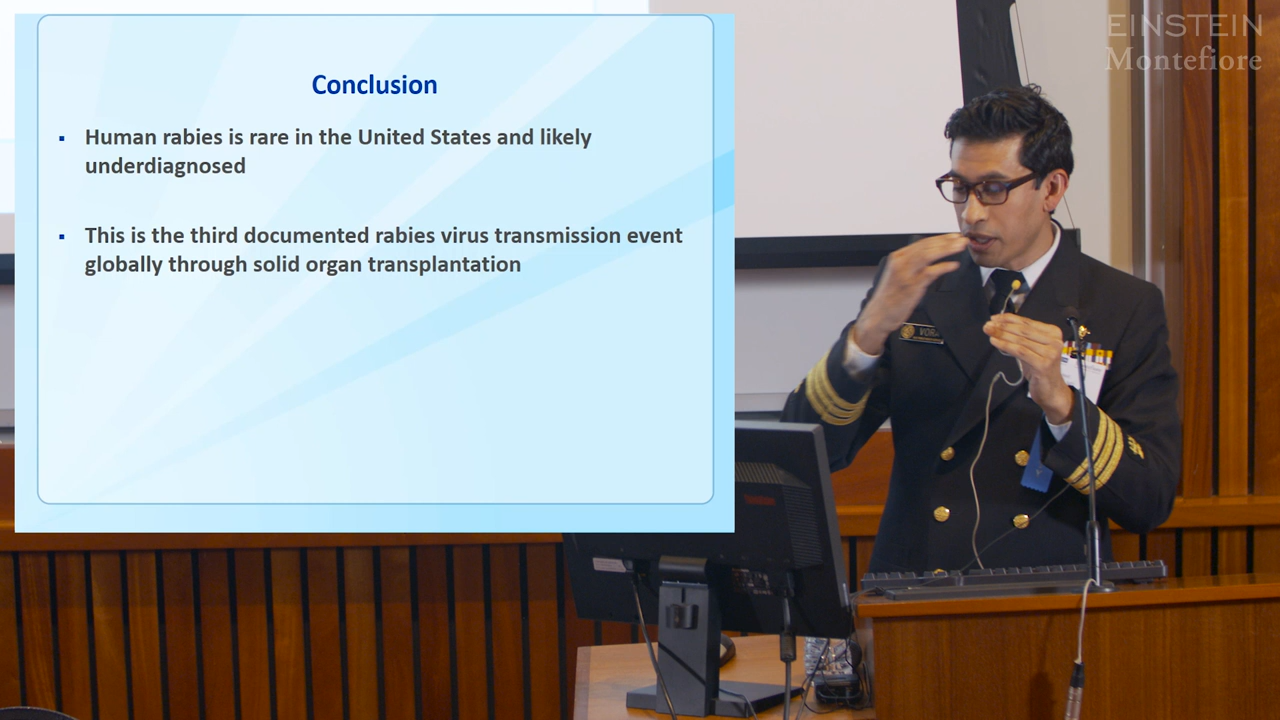 EINSTEIN
Montefiore
Conclusion
▪ Human rabies is rare in the United States and likely
underdiagnosed
▪ This is the third documented rabies virus transmission event
globally through solid organ transplantation